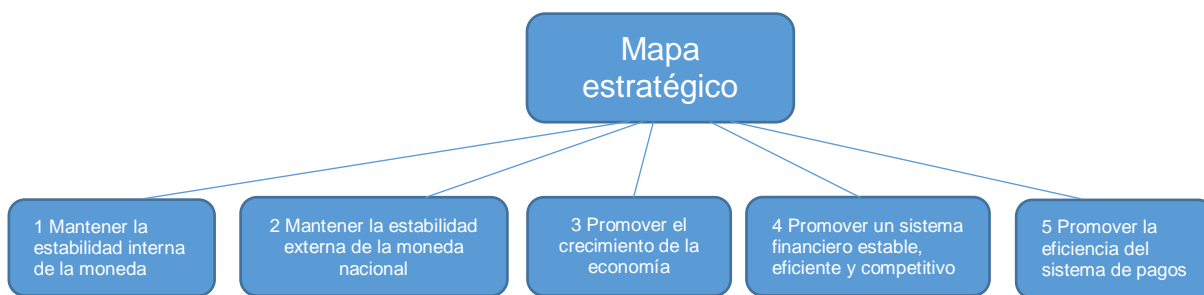 Mapa
estratégico
1 Mantener la
estabilidad interna
de la moneda
2 Mantener la estabilidad
externa de la moneda
nacional
3 Promover el
crecimiento de la
economía
4 Promover un sistema
financiero estable,
eficiente y competitivo
5 Promover la
eficiencia del
sistema de pagos